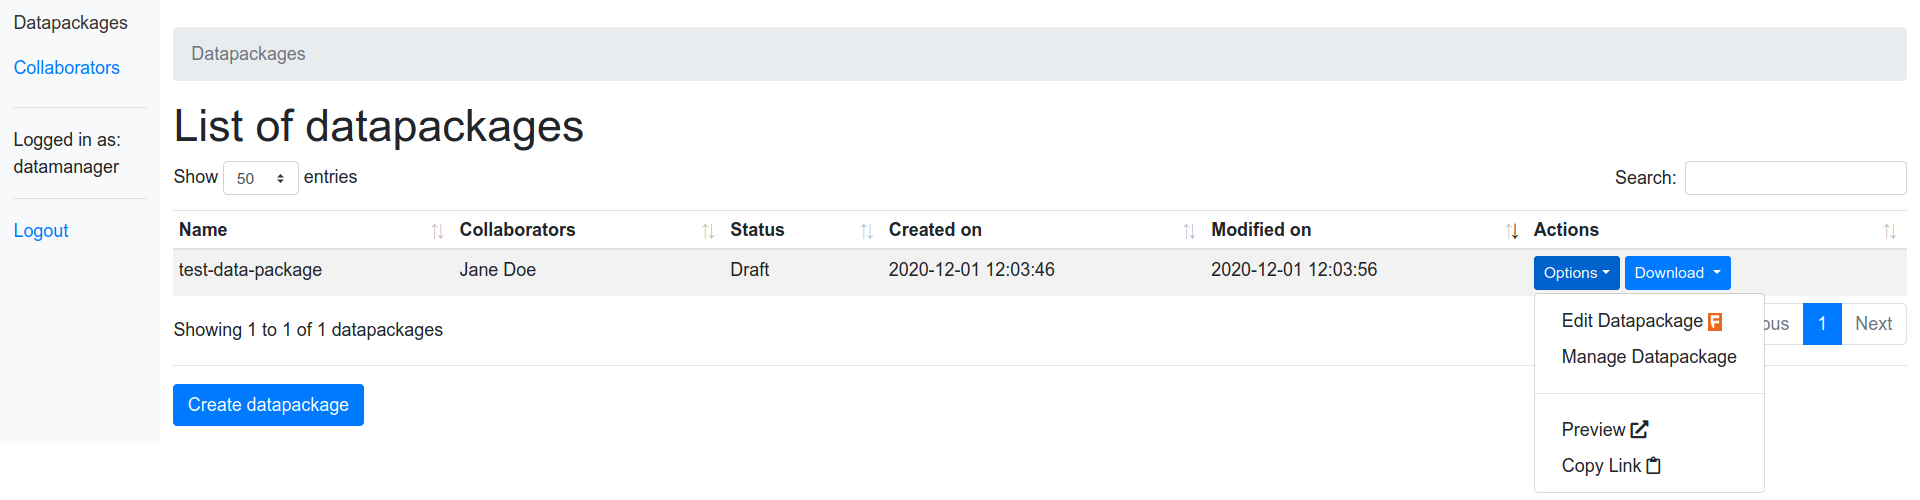 Datapackages
Collaborators
Logged in as:
datamanager
Logout
Datapackages
List of datapackages
Show 50 entries
Search:
Name Collaborators Status Created on Modified on Actions
test-data-package Jane Doe Draft 2020-12-01 12:03:46 2020-12-01 12:03:56 Options Download
Edit Datapackage
Manage Datapackage
Preview
Copy Link
Showing 1 to 1 of 1 datapackages
1 Next
Create datapackage